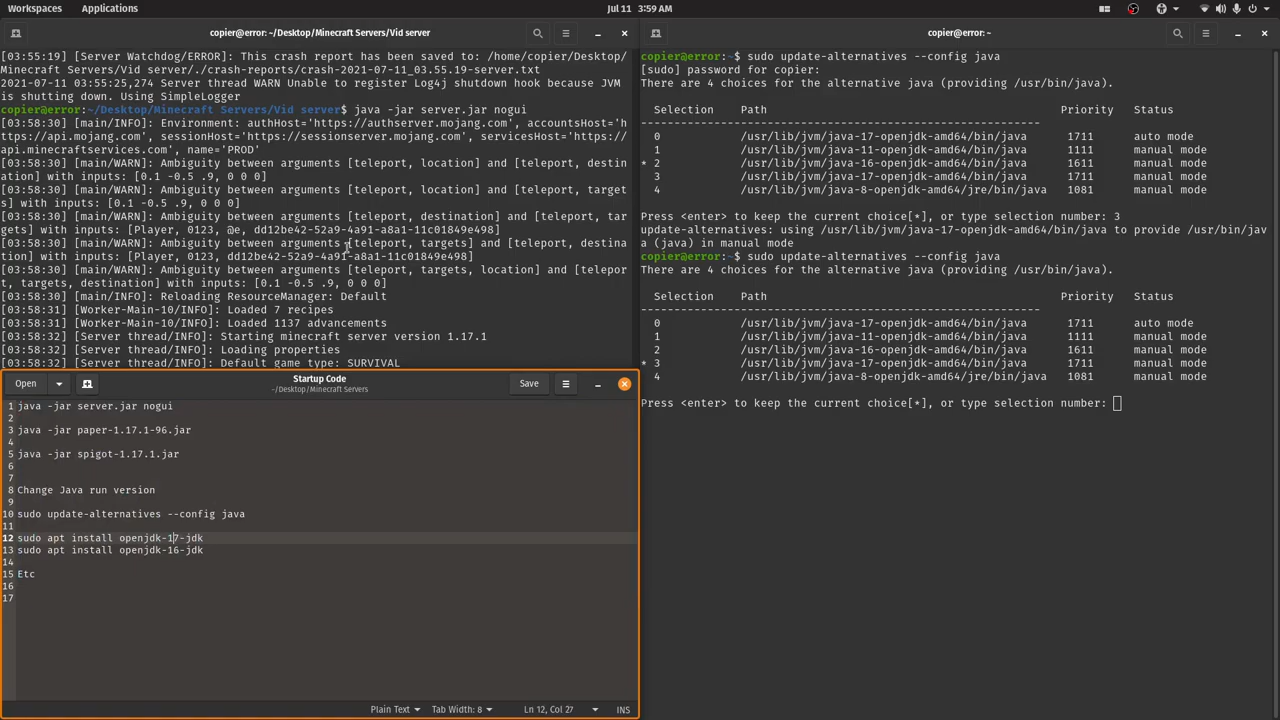 Workspaces Applications Jul 11 3:59 AM
copier@error: ~/Desktop/Minecraft Servers/Vid server
[03:55:19] [Server Watchdog/ERROR]: This crash report has been saved to: /home/copier/Desktop/
Minecraft Servers/Vid server/./crash-reports/crash-2021-07-11_03.55.19-server.txt
2021-07-11 03:55:25,274 Server thread WARN Unable to register Log4j shutdown hook because JVM
is shutting down. Using SimpleLogger
copier@error:~/Desktop/Minecraft Servers/Vid server$ java -jar server.jar nogui
[03:58:30] [main/INFO]: Environment: authHost='https://authserver.mojang.com', accountsHost='h
ttps://api.mojang.com', sessionHost='https://sessionserver.mojang.com', servicesHost='https://
api.minecraftservices.com', name='PROD'
[03:58:30] [main/WARN]: Ambiguity between arguments [teleport, location] and [teleport, destin
ation] with inputs: [0.1 -0.5 .9, 0 0 0]
[03:58:30] [main/WARN]: Ambiguity between arguments [teleport, location] and [teleport, target
s] with inputs: [0.1 -0.5 .9, 0 0 0]
[03:58:30] [main/WARN]: Ambiguity between arguments [teleport, destination] and [teleport, tar
gets] with inputs: [Player, 0123, @e, dd12be42-52a9-4a91-a8a1-11c01849e498]
[03:58:30] [main/WARN]: Ambiguity between arguments [teleport, targets] and [teleport, destina
tion] with inputs: [Player, 0123, dd12be42-52a9-4a91-a8a1-11c01849e498]
[03:58:30] [main/WARN]: Ambiguity between arguments [teleport, targets, location] and [telepor
t, targets, destination] with inputs: [0.1 -0.5 .9, 0 0 0]
[03:58:30] [main/INFO]: Reloading ResourceManager: Default
[03:58:31] [Worker-Main-10/INFO]: Loaded 7 recipes
[03:58:31] [Worker-Main-10/INFO]: Loaded 1137 advancements
[03:58:32] [Server thread/INFO]: Starting minecraft server version 1.17.1
[03:58:32] [Server thread/INFO]: Loading properties
[03:58:32] [Server thread/INFO]: Default game type: SURVIVAL
Open Startup Code Save
~/Desktop/Minecraft Servers
1 java -jar server.jar nogui
2
3 java -jar paper-1.17.1-96.jar
4
5 java -jar spigot-1.17.1.jar
6
7
8 Change Java run version
9
10 sudo update-alternatives --config java
11
12 sudo apt install openjdk-17-jdk
13 sudo apt install openjdk-16-jdk
14
15 Etc
16
17
Plain Text Tab Width: 8 Ln 12, Col 27 INS
copier@error: ~
copier@error:~$ sudo update-alternatives --config java
[sudo] password for copier:
There are 4 choices for the alternative java (providing /usr/bin/java).
Selection Path Priority Status
------------------------------------------------------------
0 /usr/lib/jvm/java-17-openjdk-amd64/bin/java 1711 auto mode
1 /usr/lib/jvm/java-11-openjdk-amd64/bin/java 1111 manual mode
* 2 /usr/lib/jvm/java-16-openjdk-amd64/bin/java 1611 manual mode
3 /usr/lib/jvm/java-17-openjdk-amd64/bin/java 1711 manual mode
4 /usr/lib/jvm/java-8-openjdk-amd64/jre/bin/java 1081 manual mode
Press <enter> to keep the current choice[*], or type selection number: 3
update-alternatives: using /usr/lib/jvm/java-17-openjdk-amd64/bin/java to provide /usr/bin/jav
a (java) in manual mode
copier@error:~$ sudo update-alternatives --config java
There are 4 choices for the alternative java (providing /usr/bin/java).
Selection Path Priority Status
------------------------------------------------------------
0 /usr/lib/jvm/java-17-openjdk-amd64/bin/java 1711 auto mode
1 /usr/lib/jvm/java-11-openjdk-amd64/bin/java 1111 manual mode
2 /usr/lib/jvm/java-16-openjdk-amd64/bin/java 1611 manual mode
* 3 /usr/lib/jvm/java-17-openjdk-amd64/bin/java 1711 manual mode
4 /usr/lib/jvm/java-8-openjdk-amd64/jre/bin/java 1081 manual mode
Press <enter> to keep the current choice[*], or type selection number: